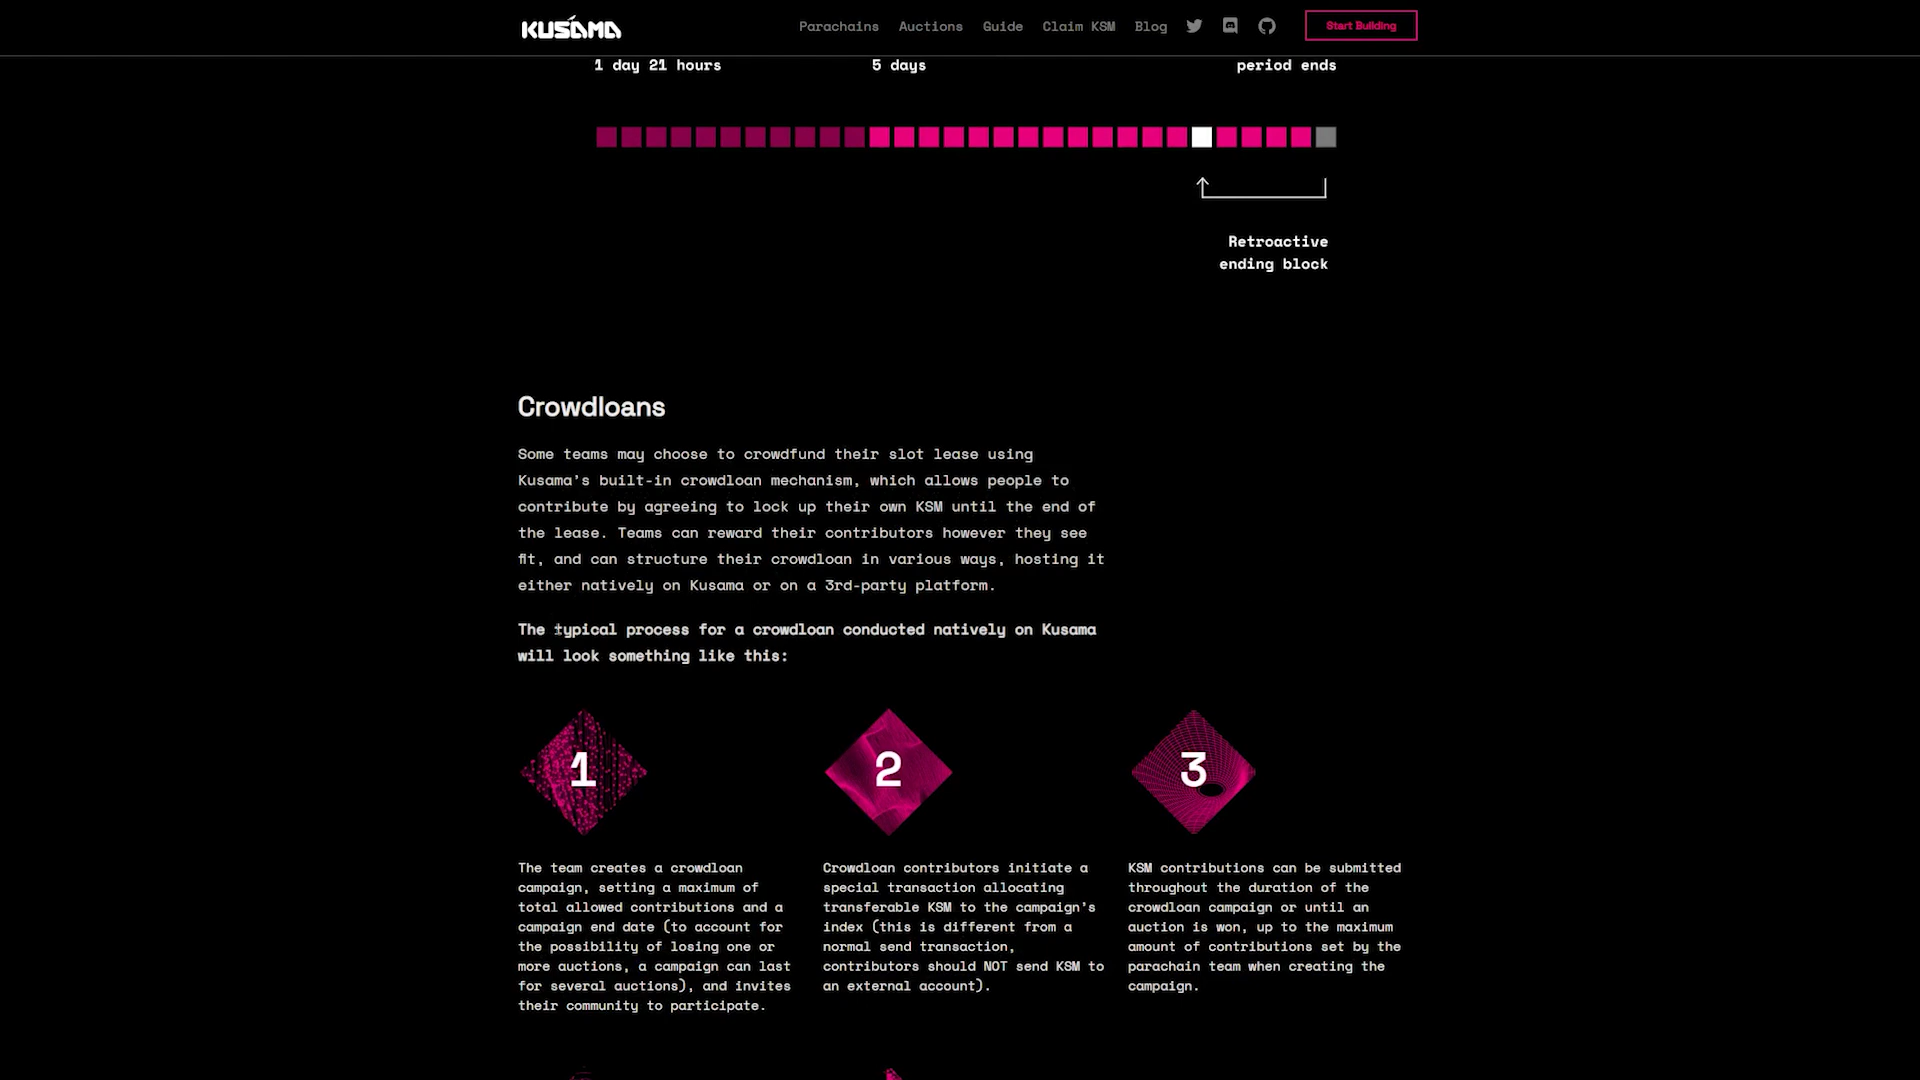 KUSAMA
Parachains Auctions Guide Claim KSM Blog Start Building
1 day 21 hours 5 days period ends
Retroactive
ending block
Crowdloans
Some teams may choose to crowdfund their slot lease using
Kusama's built-in crowdloan mechanism, which allows people to
contribute by agreeing to lock up their own KSM until the end of
the lease. Teams can reward their contributors however they see
fit, and can structure their crowdloan in various ways, hosting it
either natively on Kusama or on a 3rd-party platform.
The typical process for a crowdloan conducted natively on Kusama
will look something like this:
1
The team creates a crowdloan
campaign, setting a maximum of
total allowed contributions and a
campaign end date (to account for
the possibility of losing one or
more auctions, a campaign can last
for several auctions), and invites
their community to participate.
2
Crowdloan contributors initiate a
special transaction allocating
transferable KSM to the campaign's
index (this is different from a
normal send transaction,
contributors should NOT send KSM to
an external account).
3
KSM contributions can be submitted
throughout the duration of the
crowdloan campaign or until an
auction is won, up to the maximum
amount of contributions set by the
parachain team when creating the
campaign.